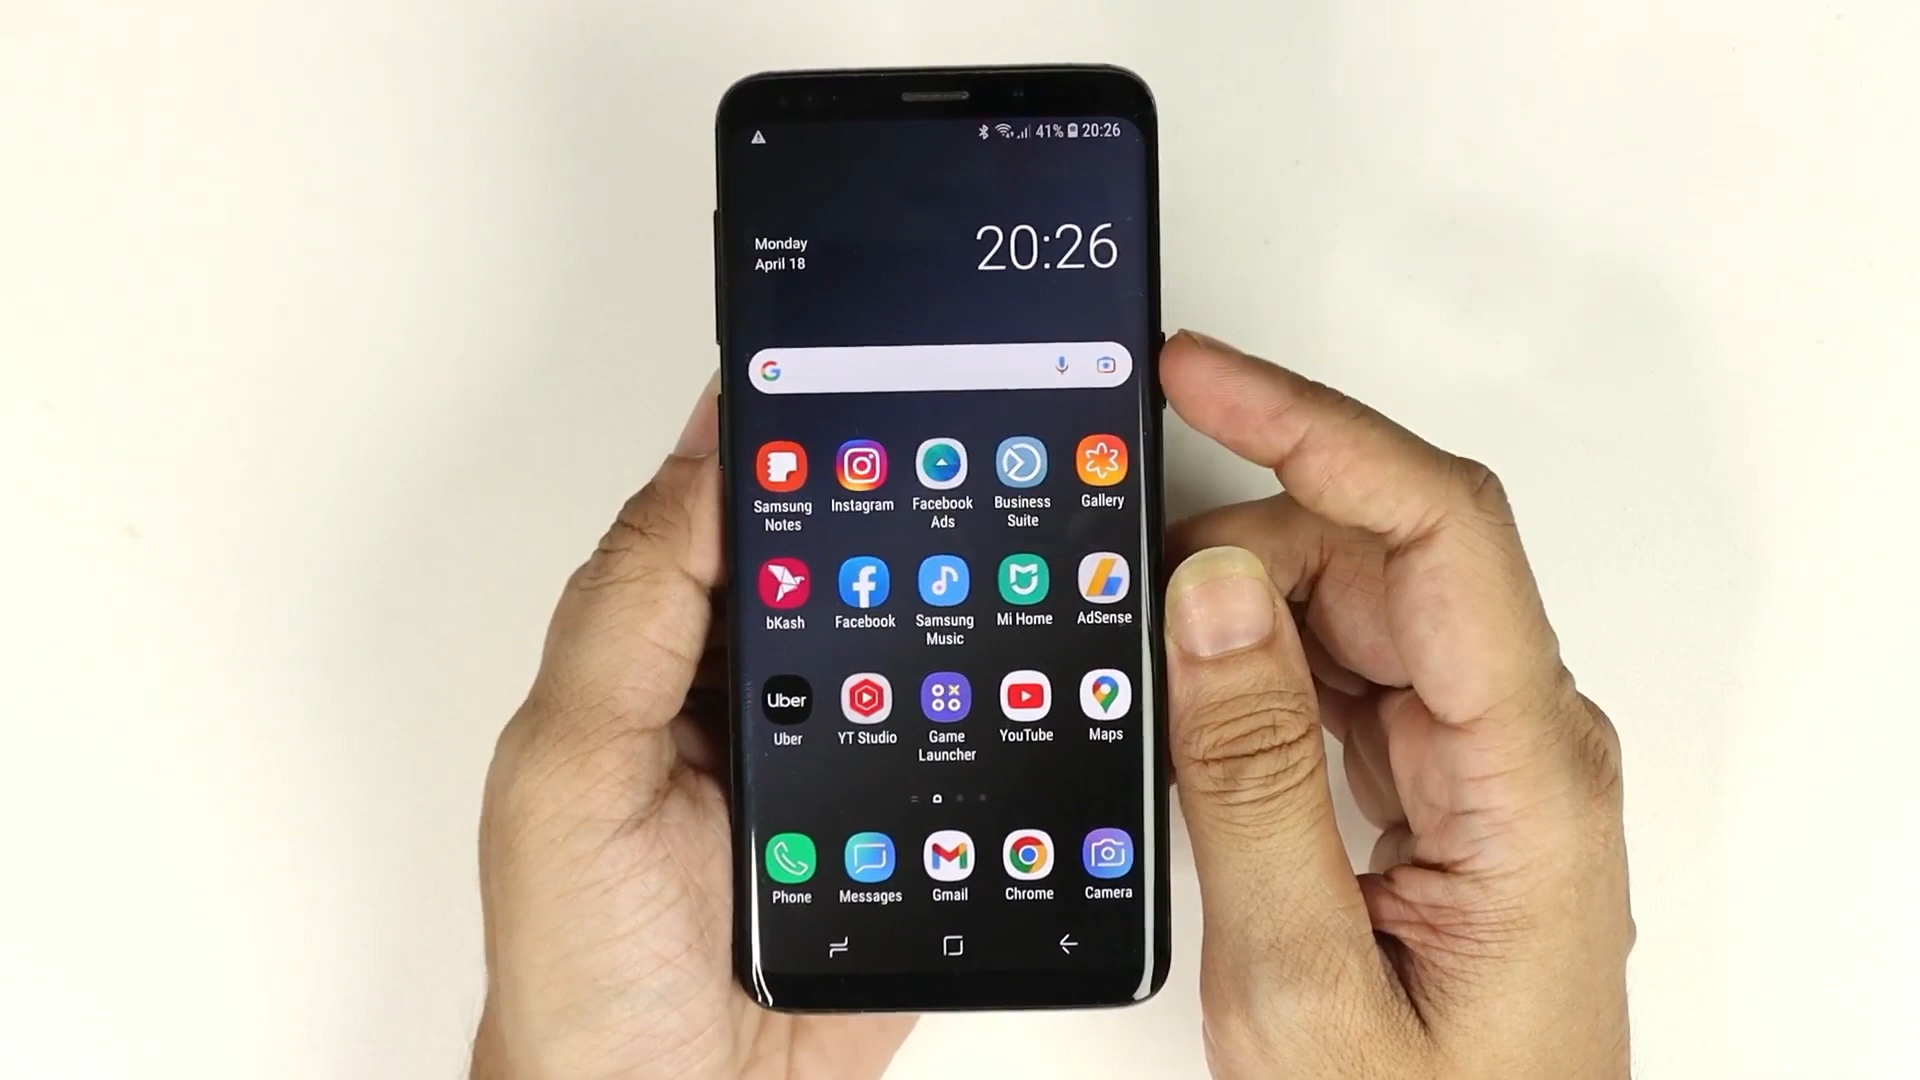 41% 20:26
Monday
April 18
20:26
Samsung Notes
Instagram
Facebook Ads
Business Suite
Gallery
bKash
Facebook
Samsung Music
Mi Home
AdSense
Uber
Uber
YT Studio
Game Launcher
YouTube
Maps
Phone
Messages
Gmail
Chrome
Camera